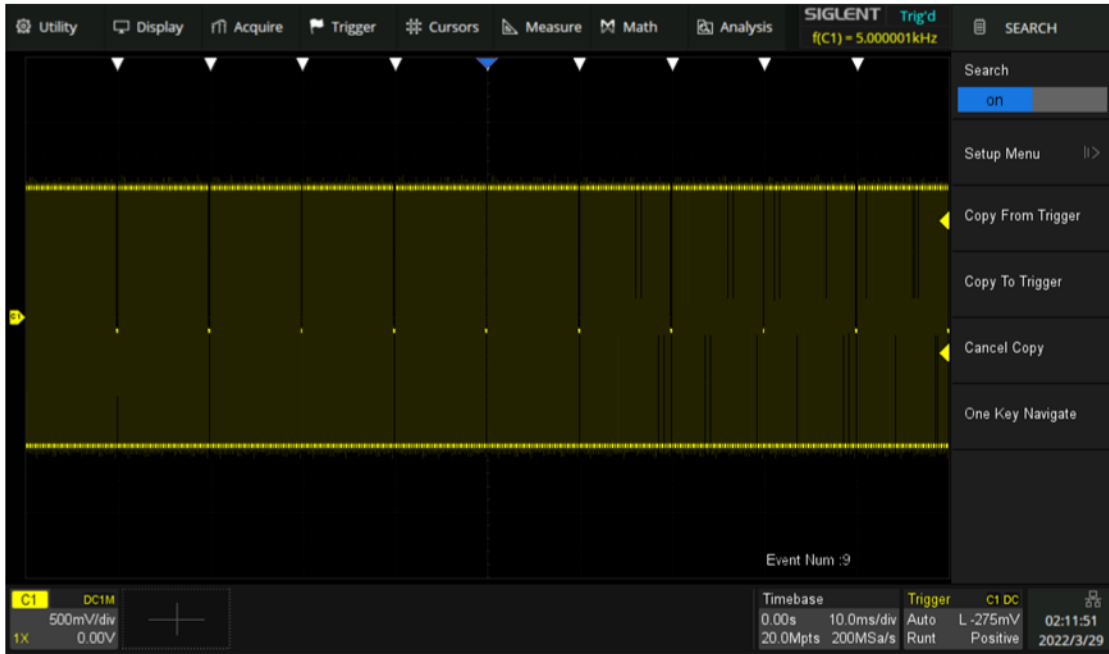 Utility Display Acquire Trigger Cursors Measure Math Analysis SIGLENT Trig'd SEARCH
f(C1) = 5.000001kHz
Search
on
Setup Menu
Copy From Trigger
Copy To Trigger
C1
Cancel Copy
One Key Navigate
Event Num :9
C1 DC1M Timebase Trigger C1 DC
500mV/div 0.00s 10.0ms/div Auto L -275mV 02:11:51
1X 0.00V 20.0Mpts 200MSa/s Runt Positive 2022/3/29